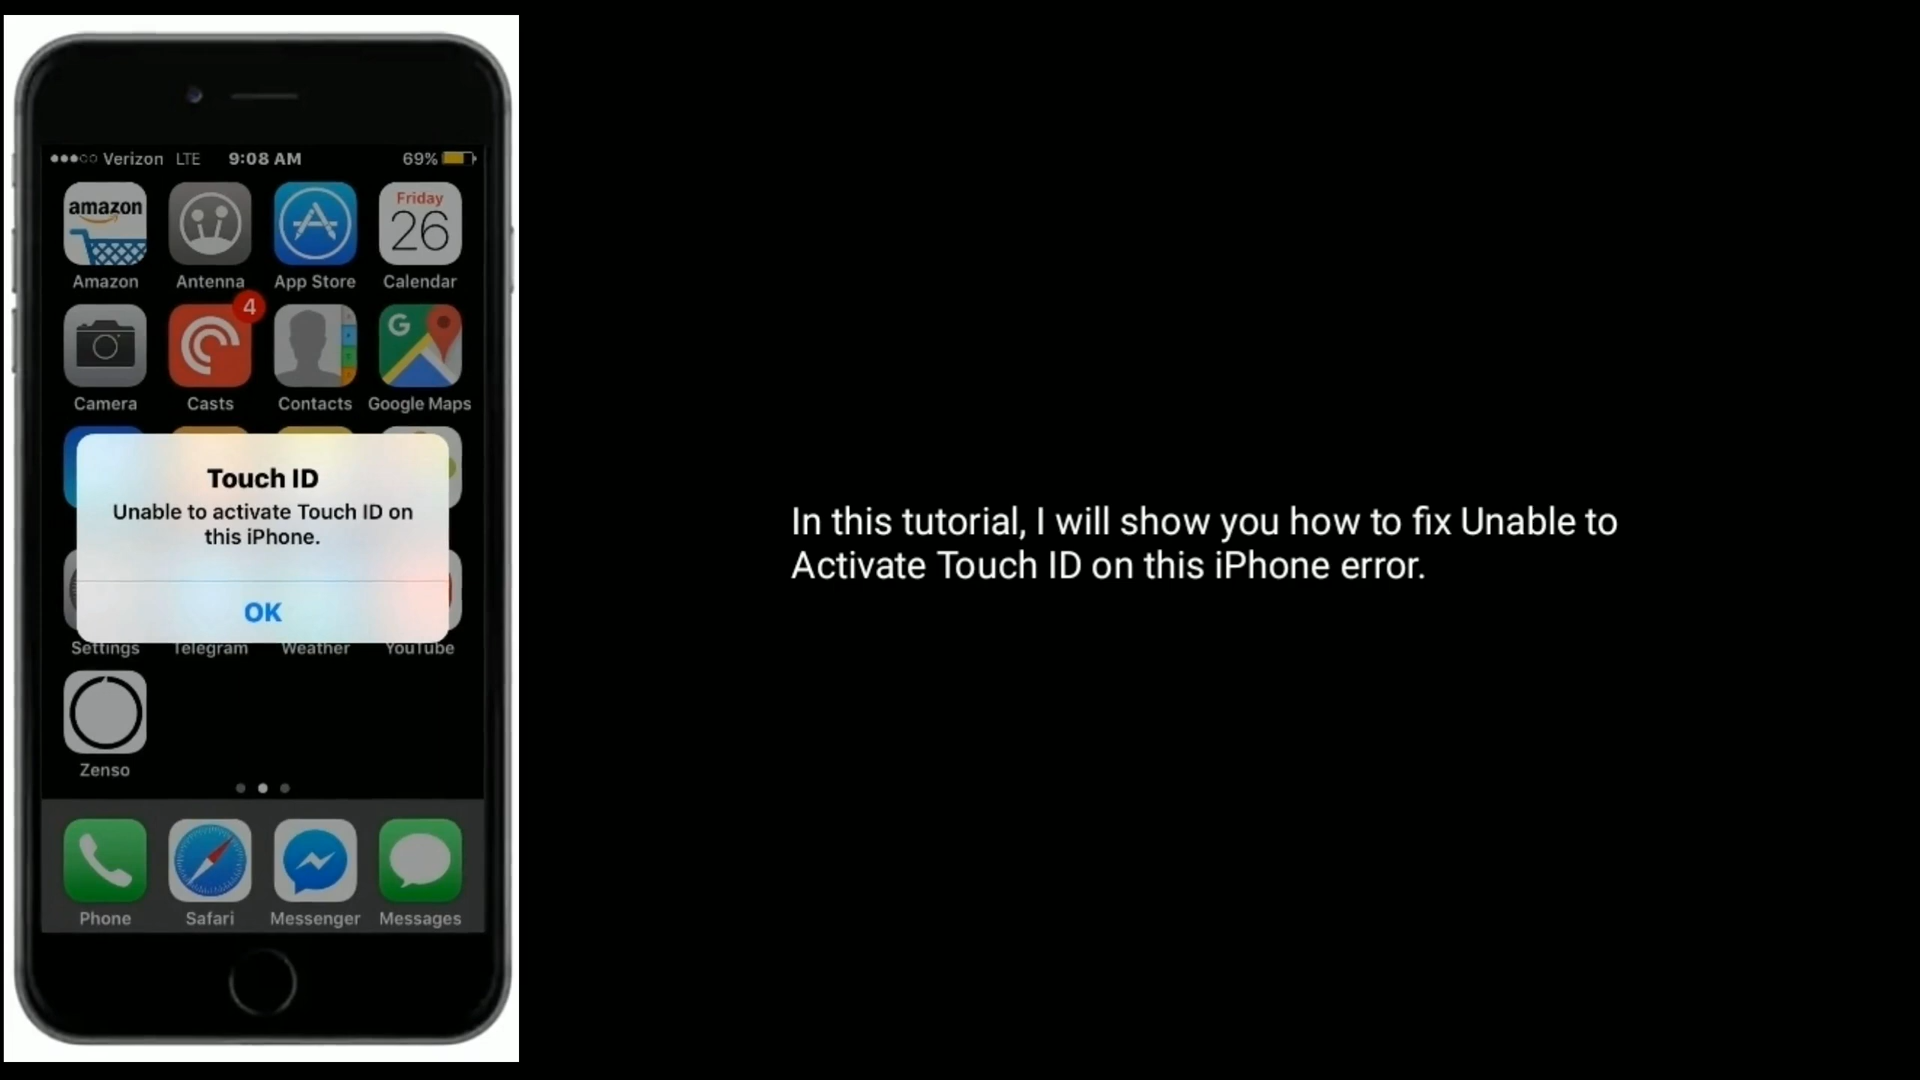 Verizon LTE 9:08 AM 69%
amazon
Friday
26
Amazon Antenna App Store Calendar
4
G
Camera Casts Contacts Google Maps
Touch ID
Unable to activate Touch ID on
this iPhone.
OK
Settings Telegram Weather YouTube
Zenso
Phone Safari Messenger Messages
In this tutorial, I will show you how to fix Unable to
Activate Touch ID on this iPhone error.